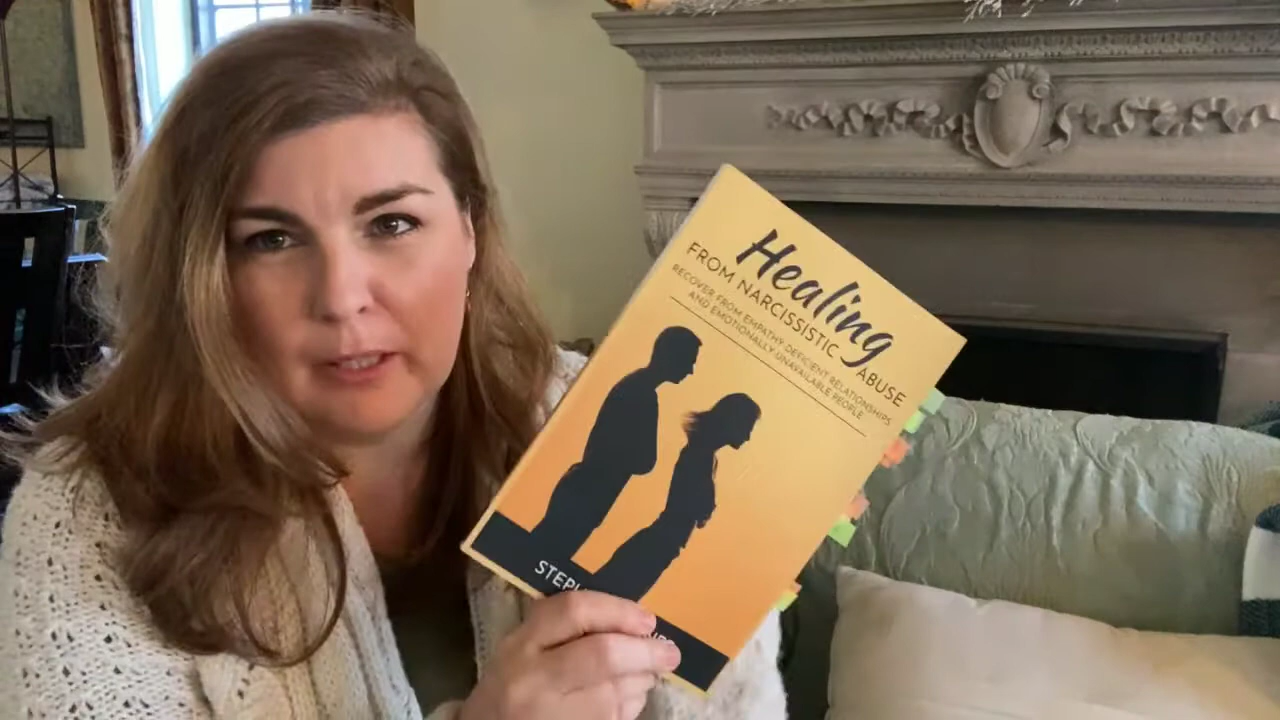 Healing
FROM NARCISSISTIC ABUSE
RECOVER FROM EMPATHY-DEFICIENT RELATIONSHIPS
AND EMOTIONALLY UNAVAILABLE PEOPLE